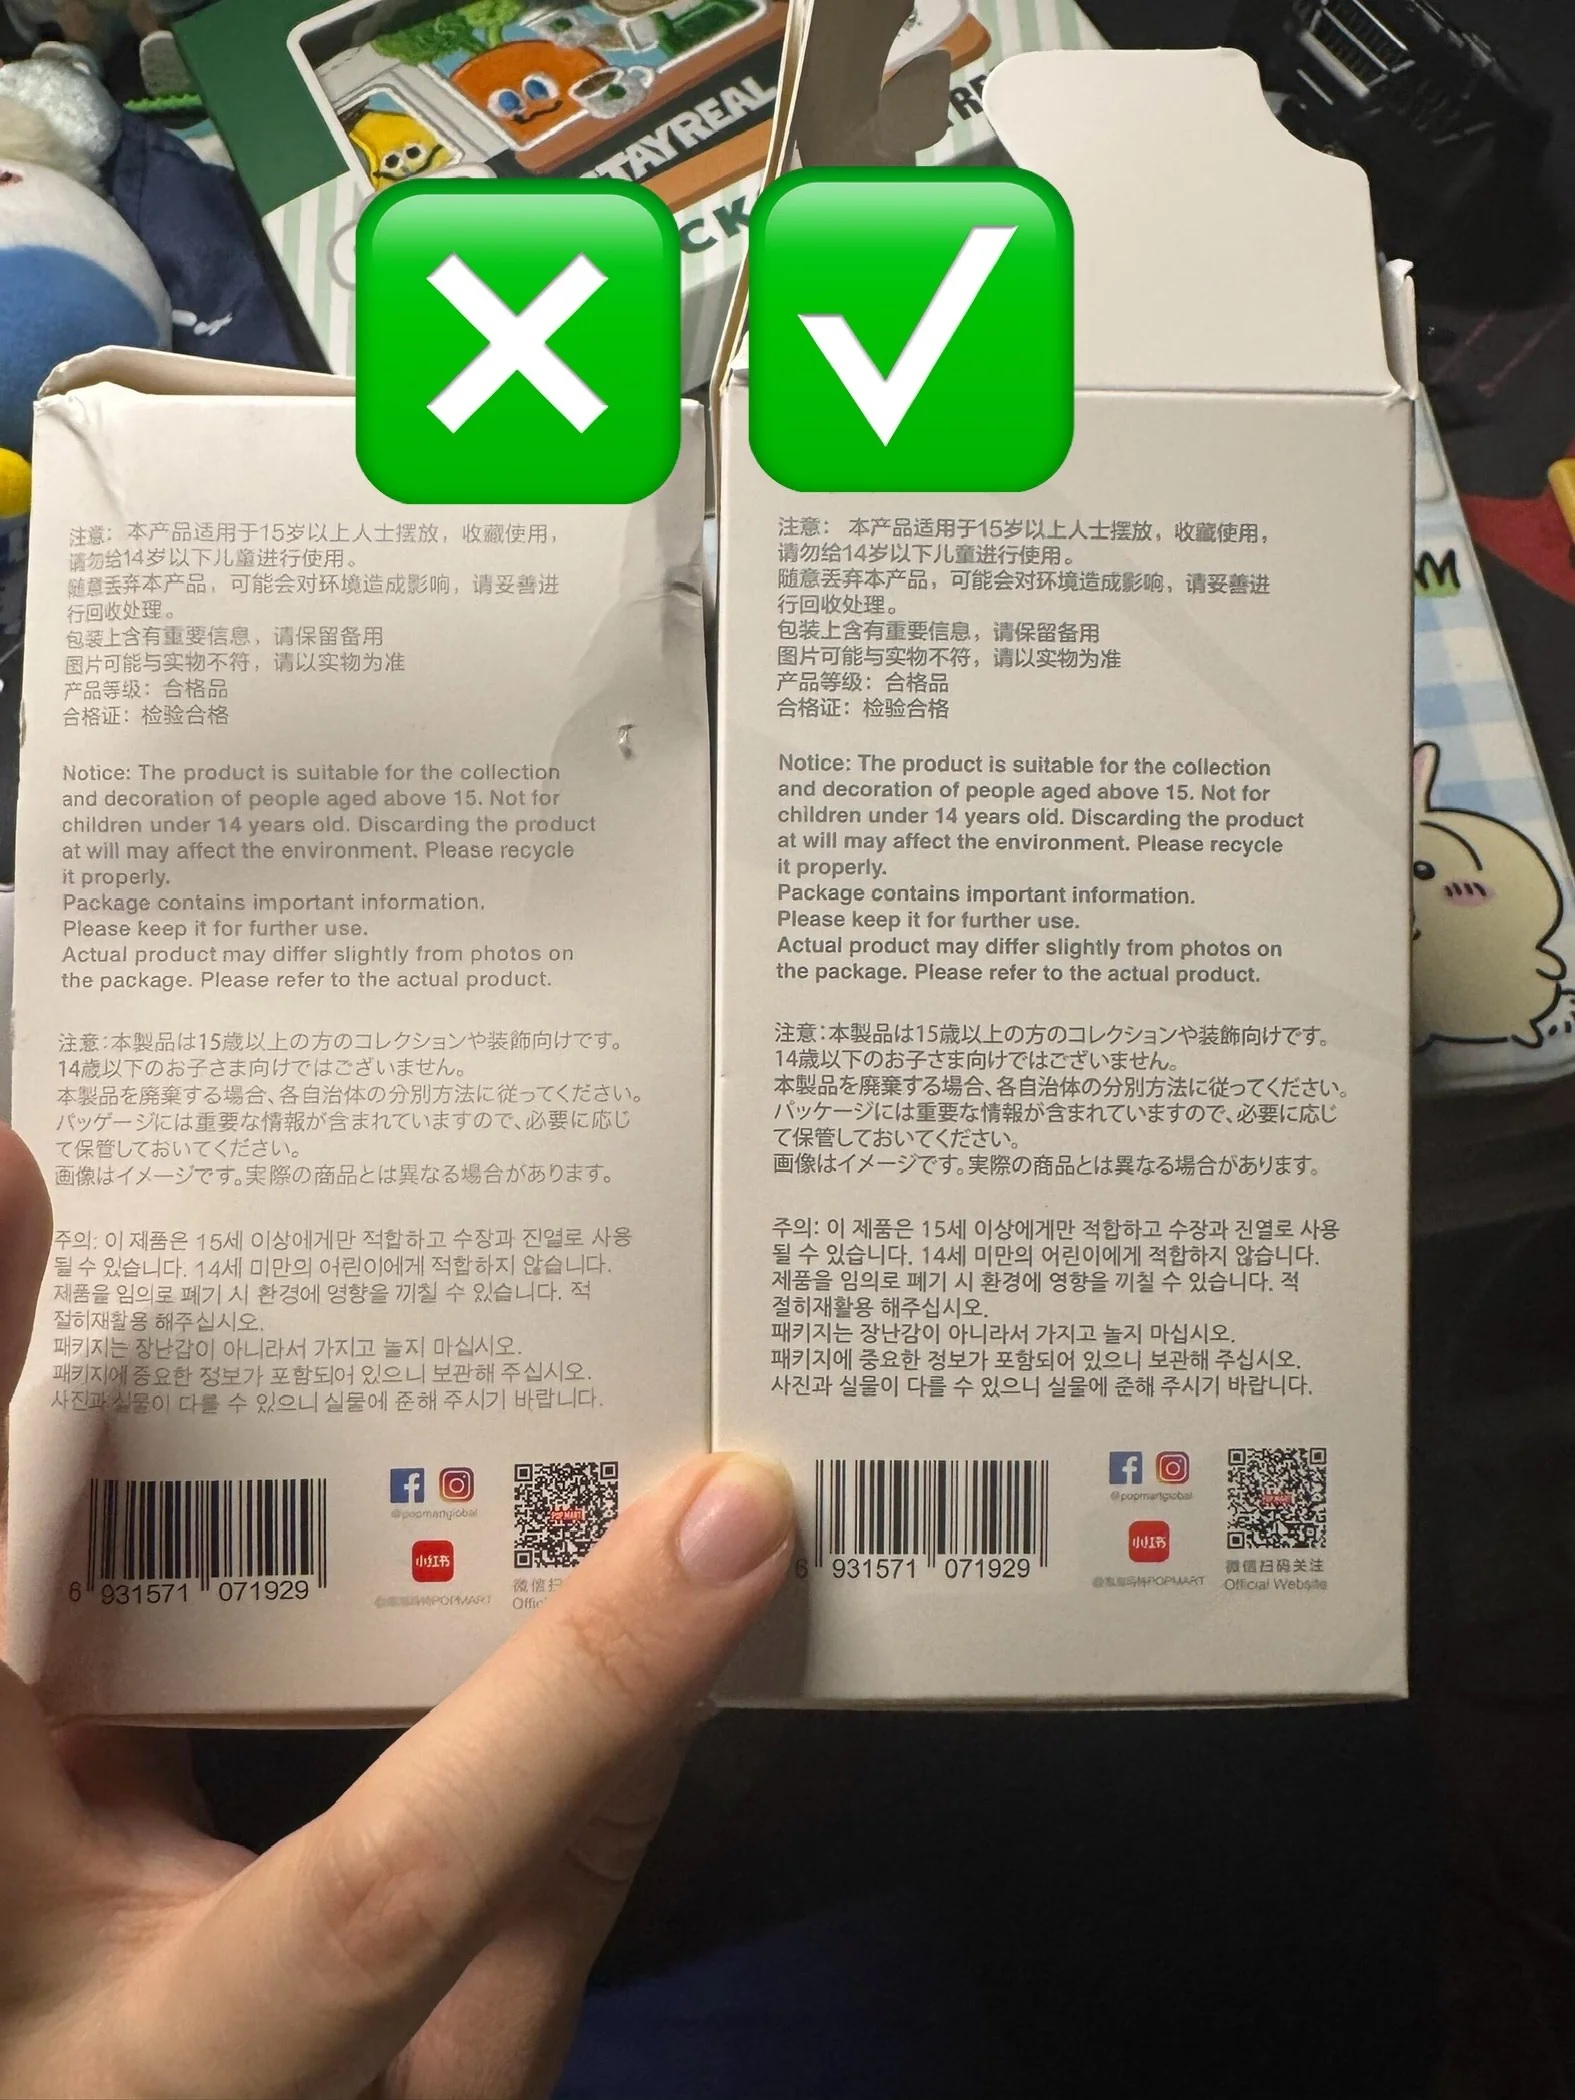 STAYREAL
CK
注意：本产品适用于15岁以上人士摆放，收藏使用，
请勿给14岁以下儿童进行使用。
随意丢弃本产品，可能会对环境造成影响，请妥善进
行回收处理。
包装上含有重要信息，请保留备用
图片可能与实物不符，请以实物为准
产品等级：合格品
合格证：检验合格
Notice: The product is suitable for the collection
and decoration of people aged above 15. Not for
children under 14 years old. Discarding the product
at will may affect the environment. Please recycle
it properly.
Package contains important information.
Please keep it for further use.
Actual product may differ slightly from photos on
the package. Please refer to the actual product.
注意：本製品は15歳以上の方のコレクションや装飾向けです。
14歳以下のお子さま向けではございません。
本製品を廃棄する場合、各自治体の分別方法に従ってください。
パッケージには重要な情報が含まれていますので、必要に応じ
て保管しておいてください。
画像はイメージです。実際の商品とは異なる場合があります。
주의: 이 제품은 15세 이상에게만 적합하고 수장과 진열로 사용
될 수 있습니다. 14세 미만의 어린이에게 적합하지 않습니다.
제품을 임의로 폐기 시 환경에 영향을 끼칠 수 있습니다. 적
절히재활용 해주십시오.
패키지는 장난감이 아니라서 가지고 놀지 마십시오.
패키지에 중요한 정보가 포함되어 있으니 보관해 주십시오.
사진과 실물이 다를 수 있으니 실물에 준해 주시기 바랍니다.
@popmartglobal
POP MART
小红书
6 931571 071929
微信扫
注意：本产品适用于15岁以上人士摆放，收藏使用，
请勿给14岁以下儿童进行使用。
随意丢弃本产品，可能会对环境造成影响，请妥善进
行回收处理。
包装上含有重要信息，请保留备用
图片可能与实物不符，请以实物为准
产品等级：合格品
合格证：检验合格
Notice: The product is suitable for the collection
and decoration of people aged above 15. Not for
children under 14 years old. Discarding the product
at will may affect the environment. Please recycle
it properly.
Package contains important information.
Please keep it for further use.
Actual product may differ slightly from photos on
the package. Please refer to the actual product.
注意：本製品は15歳以上の方のコレクションや装飾向けです。
14歳以下のお子さま向けではございません。
本製品を廃棄する場合、各自治体の分別方法に従ってください。
パッケージには重要な情報が含まれていますので、必要に応じ
て保管しておいてください。
画像はイメージです。実際の商品とは異なる場合があります。
주의: 이 제품은 15세 이상에게만 적합하고 수장과 진열로 사용
될 수 있습니다. 14세 미만의 어린이에게 적합하지 않습니다.
제품을 임의로 폐기 시 환경에 영향을 끼칠 수 있습니다. 적
절히재활용 해주십시오.
패키지는 장난감이 아니라서 가지고 놀지 마십시오.
패키지에 중요한 정보가 포함되어 있으니 보관해 주십시오.
사진과 실물이 다를 수 있으니 실물에 준해 주시기 바랍니다.
@popmartglobal
POP MART
小红书
6 931571 071929
微信扫码关注
Official Website